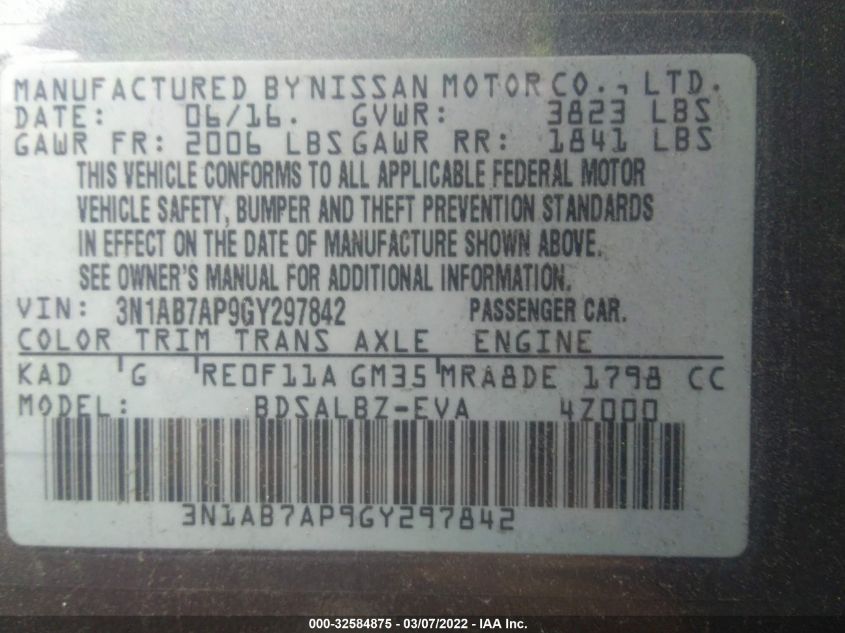 MANUFACTURED BY NISSAN MOTOR CO., LTD.
DATE: 06/16. GVWR: 3823 LBS
GAWR FR: 2006 LBS GAWR RR: 1841 LBS
THIS VEHICLE CONFORMS TO ALL APPLICABLE FEDERAL MOTOR
VEHICLE SAFETY, BUMPER AND THEFT PREVENTION STANDARDS
IN EFFECT ON THE DATE OF MANUFACTURE SHOWN ABOVE.
SEE OWNER'S MANUAL FOR ADDITIONAL INFORMATION.
VIN: 3N1AB7AP9GY297842 PASSENGER CAR.
COLOR TRIM TRANS AXLE ENGINE
KAD 'G 'RE0F11A GM35 'MRA8DE 1798 CC
MODEL: BDSALBZ-EVA 4Z000
3N1AB7AP9GY297842
000-32584875 — 03/07/2022 — IAA Inc.